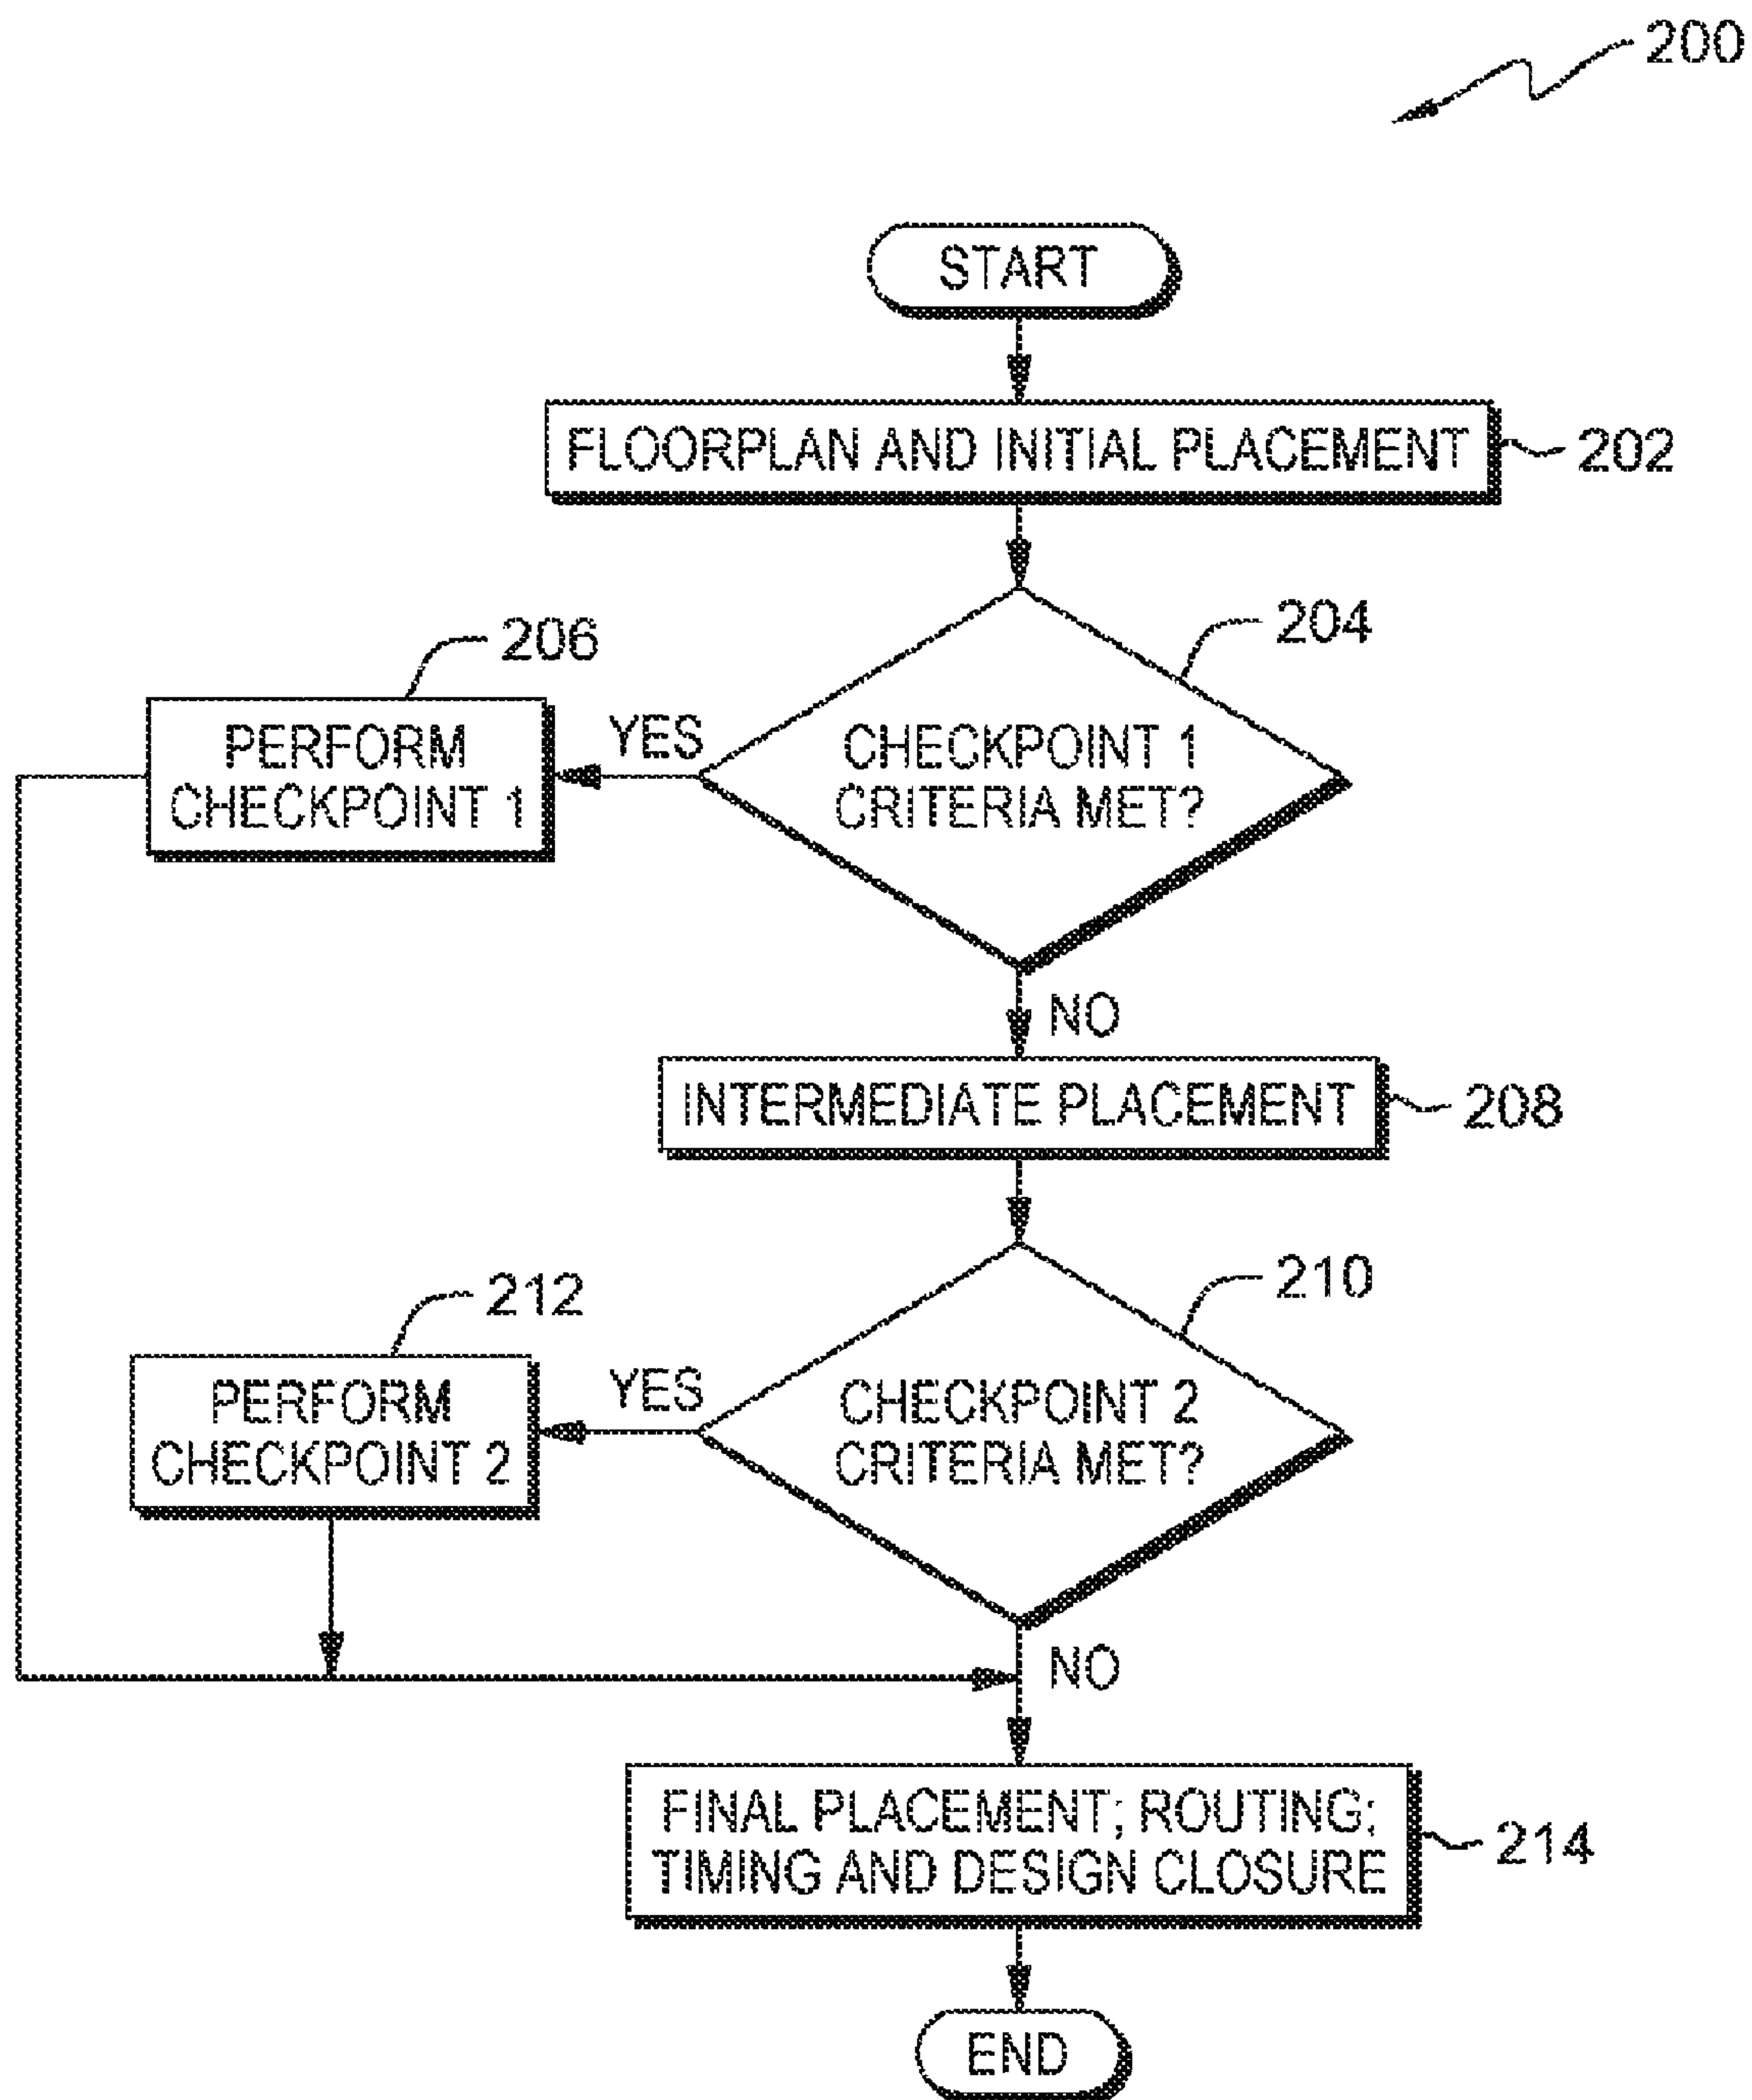 200
START
FLOORPLAN AND INITIAL PLACEMENT
202
204
206
CHECKPOINT 1
CRITERIA MET?
YES
PERFORM
CHECKPOINT 1
NO
INTERMEDIATE PLACEMENT
208
210
212
CHECKPOINT 2
CRITERIA MET?
YES
PERFORM
CHECKPOINT 2
NO
FINAL PLACEMENT; ROUTING;
TIMING AND DESIGN CLOSURE
214
END